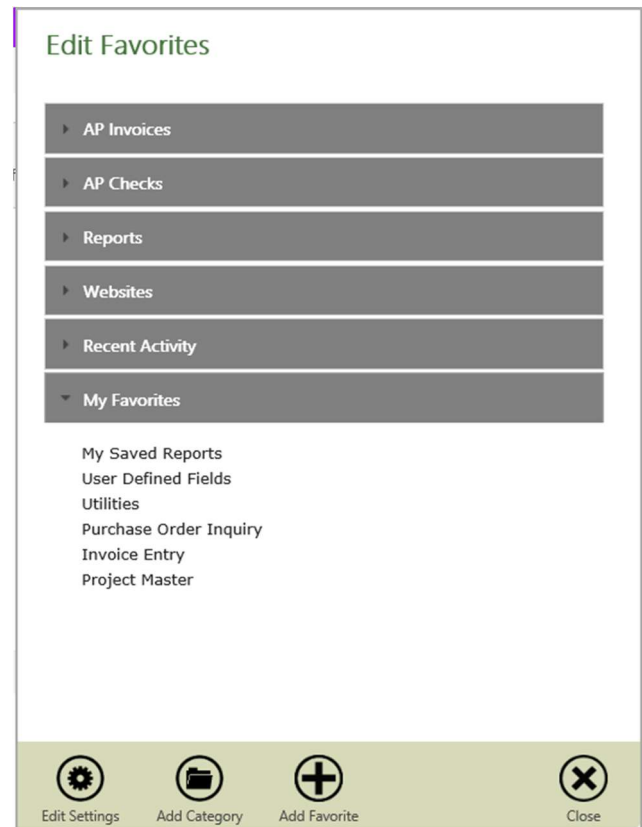 Edit Favorites
AP Invoices
AP Checks
Reports
Websites
Recent Activity
My Favorites
My Saved Reports
User Defined Fields
Utilities
Purchase Order Inquiry
Invoice Entry
Project Master
Edit Settings
Add Category
Add Favorite
Close